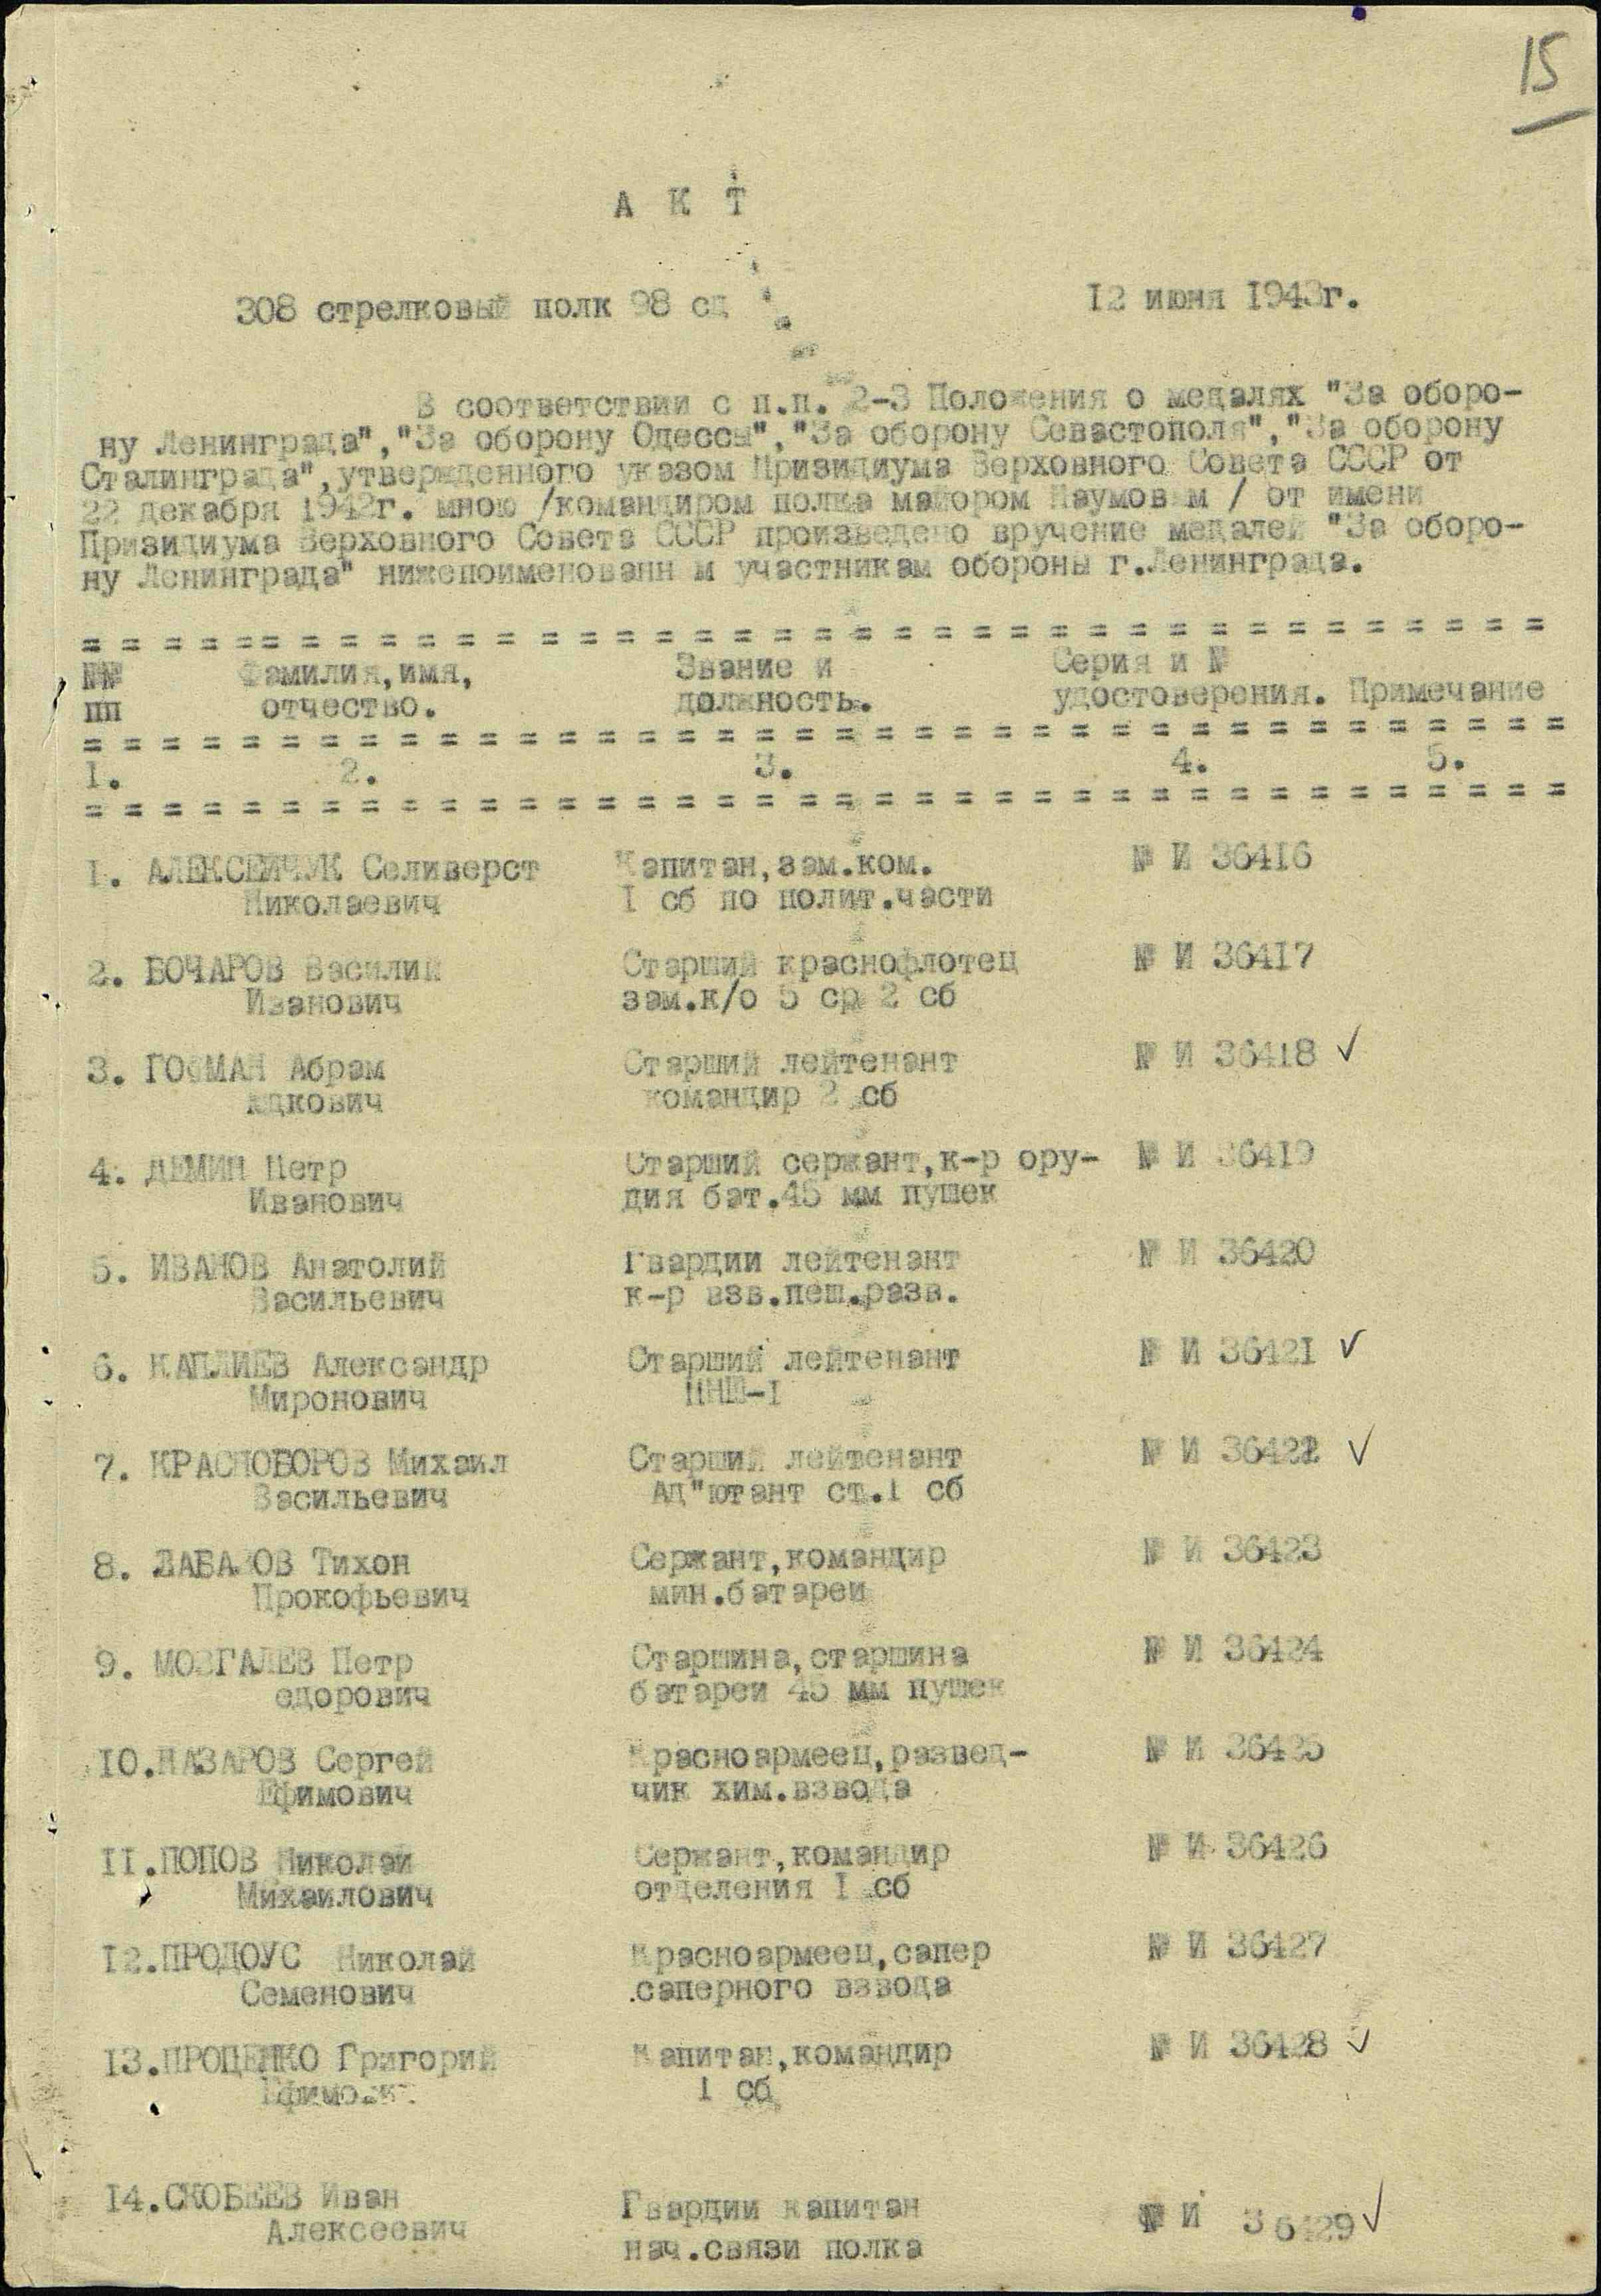 15
А К Т
308 стрелковый полк 98 сд 12 июня 1943г.
В соответствии с п.п. 2-3 Положения о медалях "За оборо-
ну Ленинграда","За оборону Одессы","За оборону Севастополя","За оборону
Сталинграда",утвержденного указом Призидиума Верховного Совета СССР от
22 декабря 1942г. мною /командиром полка майором Наумовым / от имени
Призидиума Верховного Совета СССР произведено вручение медалей "За оборо-
ну Ленинграда" нижепоименованн м участникам обороны г.Ленинграда.
= = = = = = = = = = = = = = = = = = = = = = = = = = = = = = = = = = = = =
№№ Фамилия,имя, Звание и Серия и №
пп отчество. должность. удостоверения. Примечание
= = = = = = = = = = = = = = = = = = = = = = = = = = = = = = = = = = = = =
1. 2. 3. 4. 5.
= = = = = = = = = = = = = = = = = = = = = = = = = = = = = = = = = = = = =
1. АЛЕКСЕЙЧУК Селиверст Капитан,зам.ком. № И 36416
Николаевич I сб по полит.части
2. БОЧАРОВ Василий Старший краснофлотец № И 36417
Иванович зам.к/о 5 ср 2 сб
3. ГОФМАН Абрам Старший лейтенант № И 36418 ✓
Юдкович командир 2 сб
4. ДЕМИН Петр Старший сержант,к-р ору- № И 36419
Иванович дия бат.45 мм пушек
5. ИВАНОВ Анатолий Гвардии лейтенант № И 36420
Васильевич к-р взв.пеш.разв.
6. КАПЛИЕВ Александр Старший лейтенант № И 36421 ✓
Миронович ПНШ-I
7. КРАСНОБОРОВ Михаил Старший лейтенант № И 36422 ✓
Васильевич Ад"ютант ст.I сб
8. Тихон Сержант,командир № И 36423
Прокофьевич мин.батареи
9. МОЗГАЛЕВ Петр Старшина,старшина № И 36424
едорович батареи 45 мм пушек
10.НАЗАРОВ Сергей Красноармеец,развед- № И 36425
Ефимович чик хим.взвода
11.ПОПОВ Николай Сержант,командир № И 36426
Михаилович отделения I сб
12.ПРОДОУС Николай Красноармеец,сапер № И 36427
Семенович саперного взвода
13.ПРОЦЕНКО Григорий Капитан,командир № И 36428 ✓
Ефимович I сб
14.СКОБЕЕВ Иван Гвардии капитан № И 36429 ✓
Алексеевич нач.связи полка